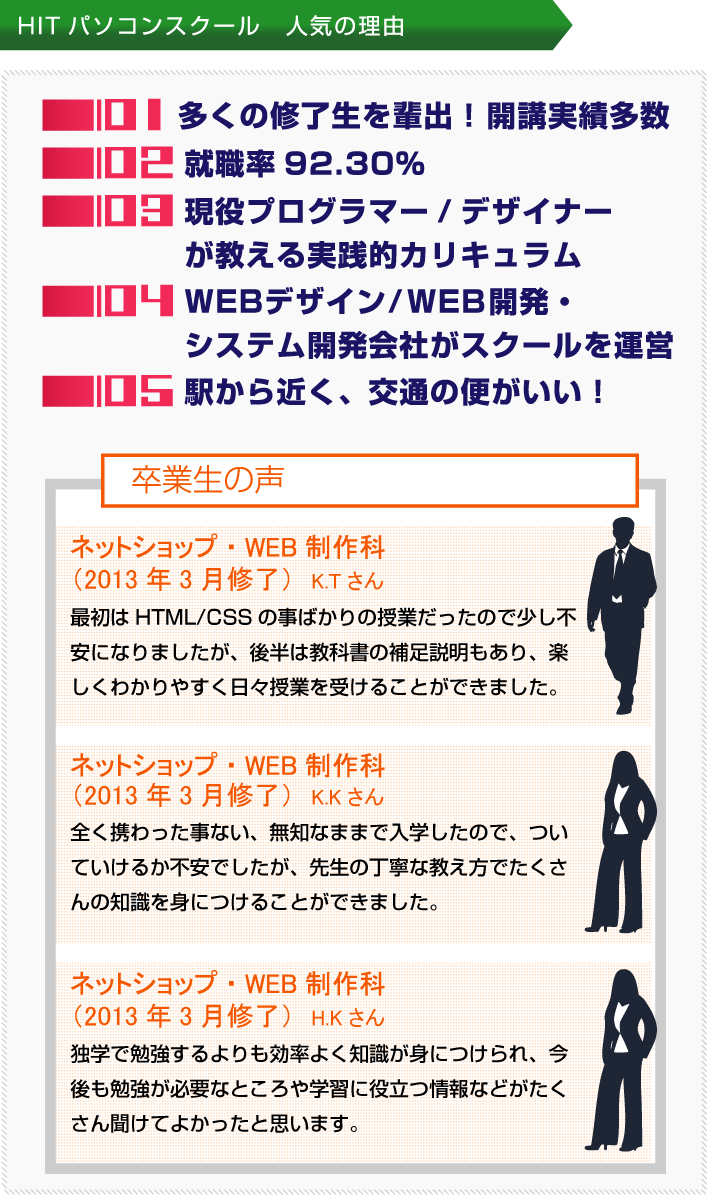 HIT パソコンスクール　人気の理由
01 多くの修了生を輩出！開講実績多数
02 就職率 92.30%
03 現役プログラマー / デザイナー
が教える実践的カリキュラム
04 WEBデザイン/WEB開発・
システム開発会社がスクールを運営
05 駅から近く、交通の便がいい！
卒業生の声
ネットショップ・WEB 制作科
（2013 年 3 月修了） K.T さん
最初は HTML/CSS の事ばかりの授業だったので少し不
安になりましたが、後半は教科書の補足説明もあり、楽
しくわかりやすく日々授業を受けることができました。
ネットショップ・WEB 制作科
（2013 年 3 月修了） K.K さん
全く携わった事ない、無知なままで入学したので、つい
ていけるか不安でしたが、先生の丁寧な教え方でたくさ
んの知識を身につけることができました。
ネットショップ・WEB 制作科
（2013 年 3 月修了） H.K さん
独学で勉強するよりも効率よく知識が身につけられ、今
後も勉強が必要なところや学習に役立つ情報などがたく
さん聞けてよかったと思います。